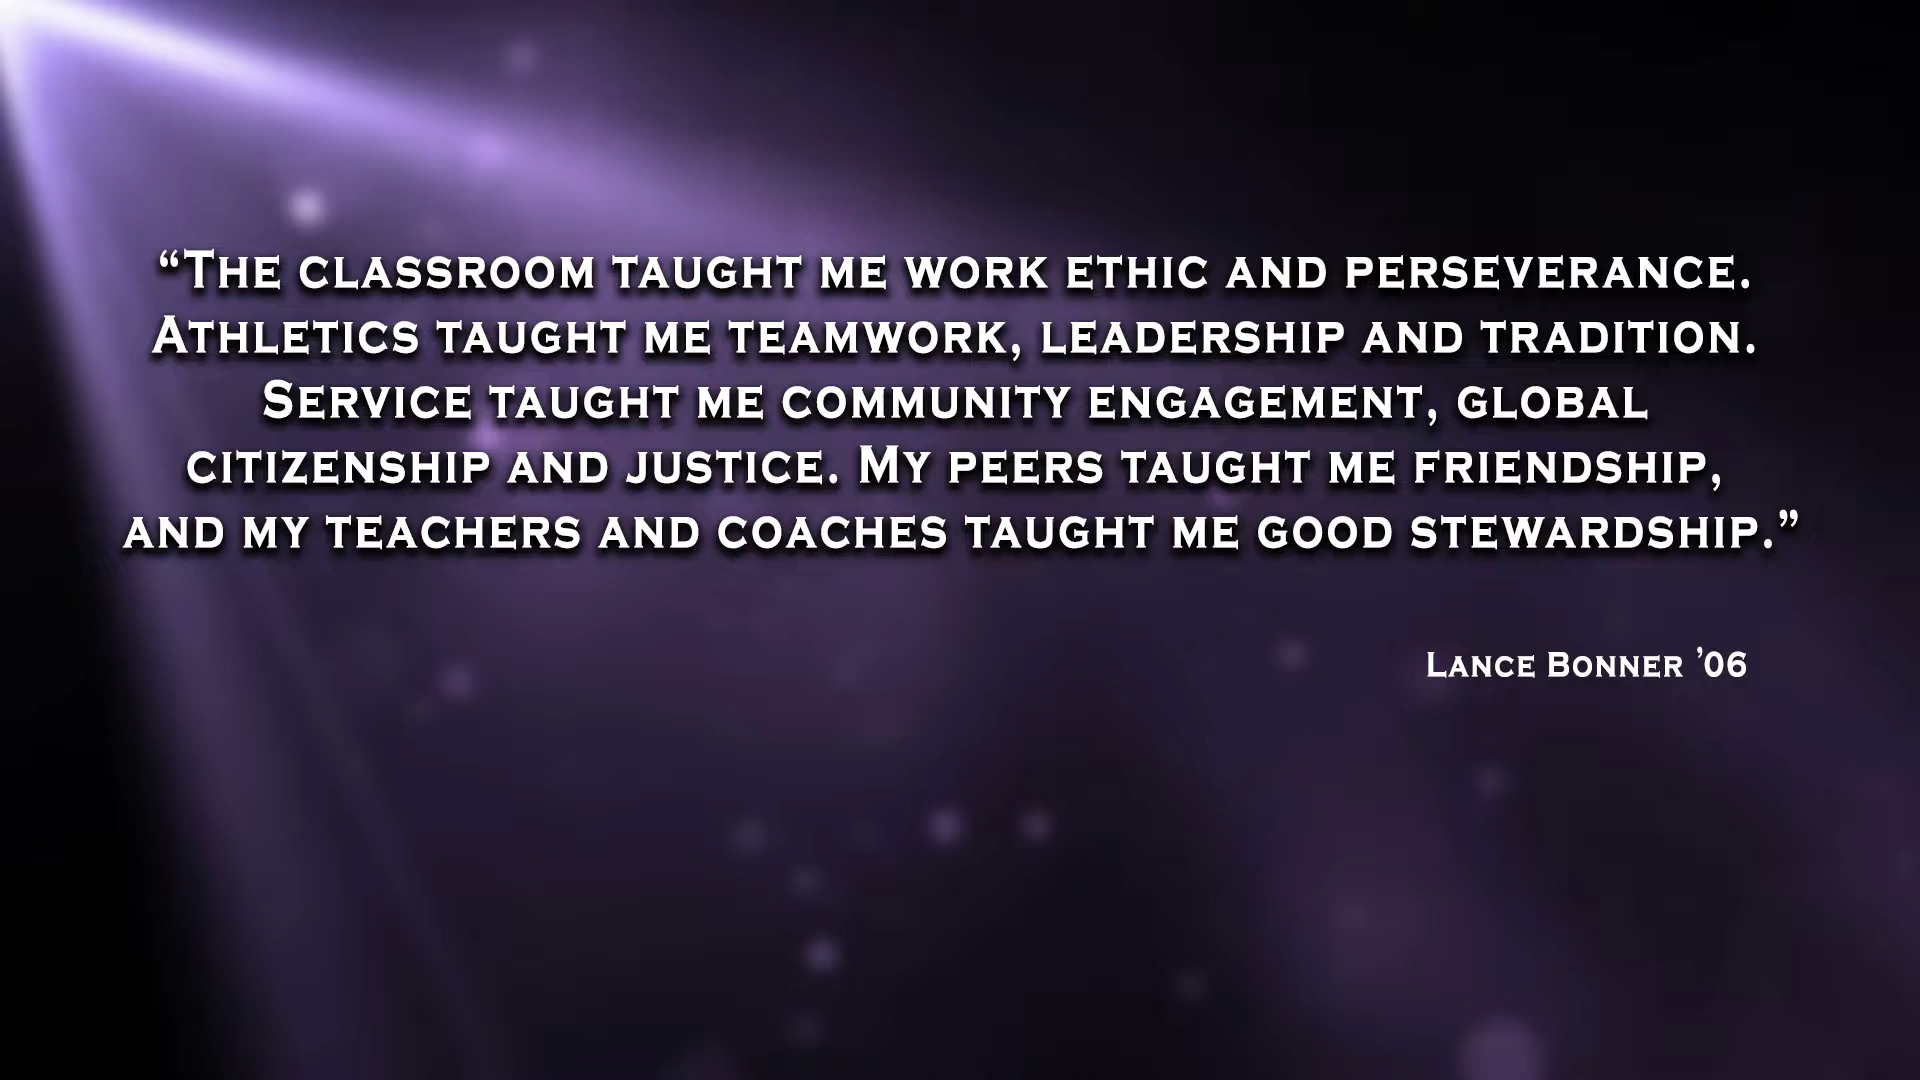 “The classroom taught me work ethic and perseverance.
Athletics taught me teamwork, leadership and tradition.
Service taught me community engagement, global
citizenship and justice. My peers taught me friendship,
and my teachers and coaches taught me good stewardship.”
Lance Bonner ’06